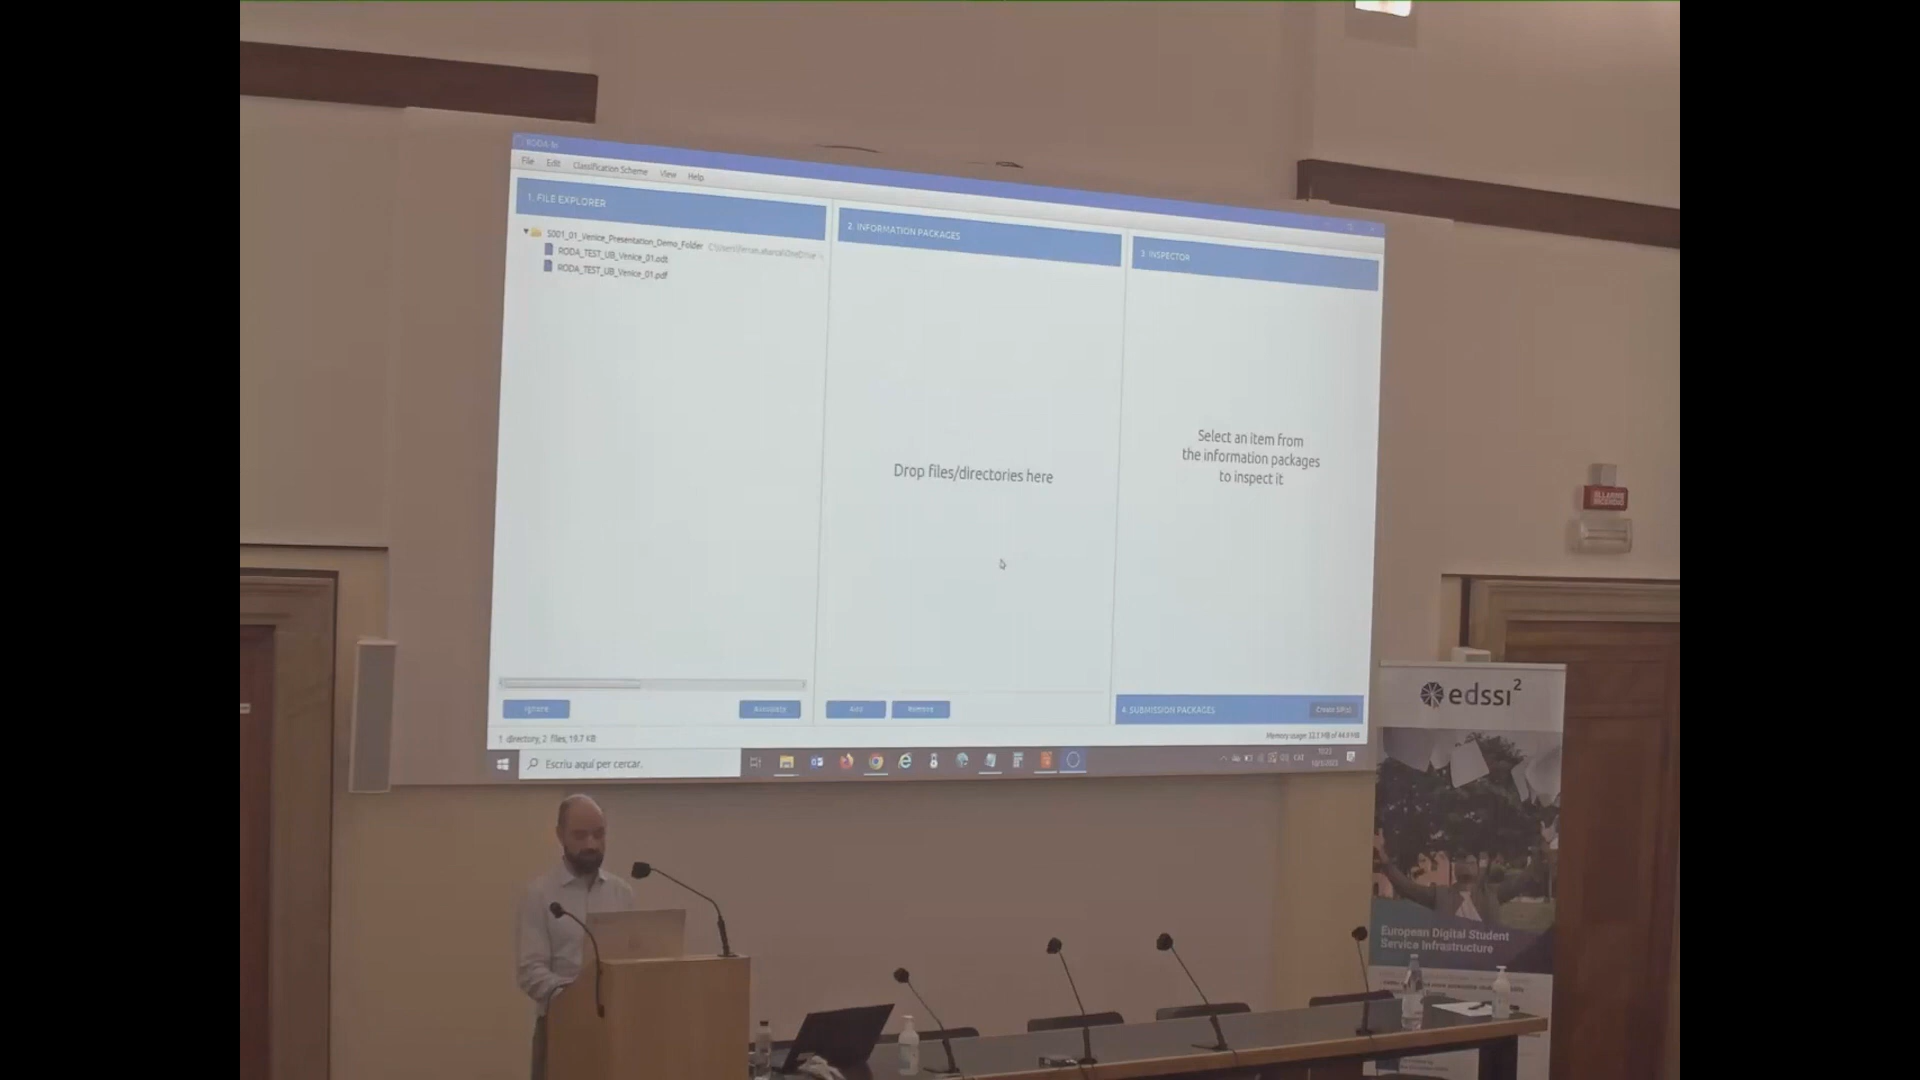 RODA-In
File Edit Classification Scheme View Help
1. FILE EXPLORER
S001_01_Venice_Presentation_Demo_Folder
RODA_TEST_UB_Venice_01.odt
RODA_TEST_UB_Venice_01.pdf
2. INFORMATION PACKAGES
Drop files/directories here
3. INSPECTOR
Select an item from
the information packages
to inspect it
Ignore
Associate
Add
Remove
4. SUBMISSION PACKAGES
Create SIP(s)
1 directory, 2 files, 19.7 KB
Escriu aquí per cercar.
CAT
edssi²
European Digital Student
Service Infrastructure